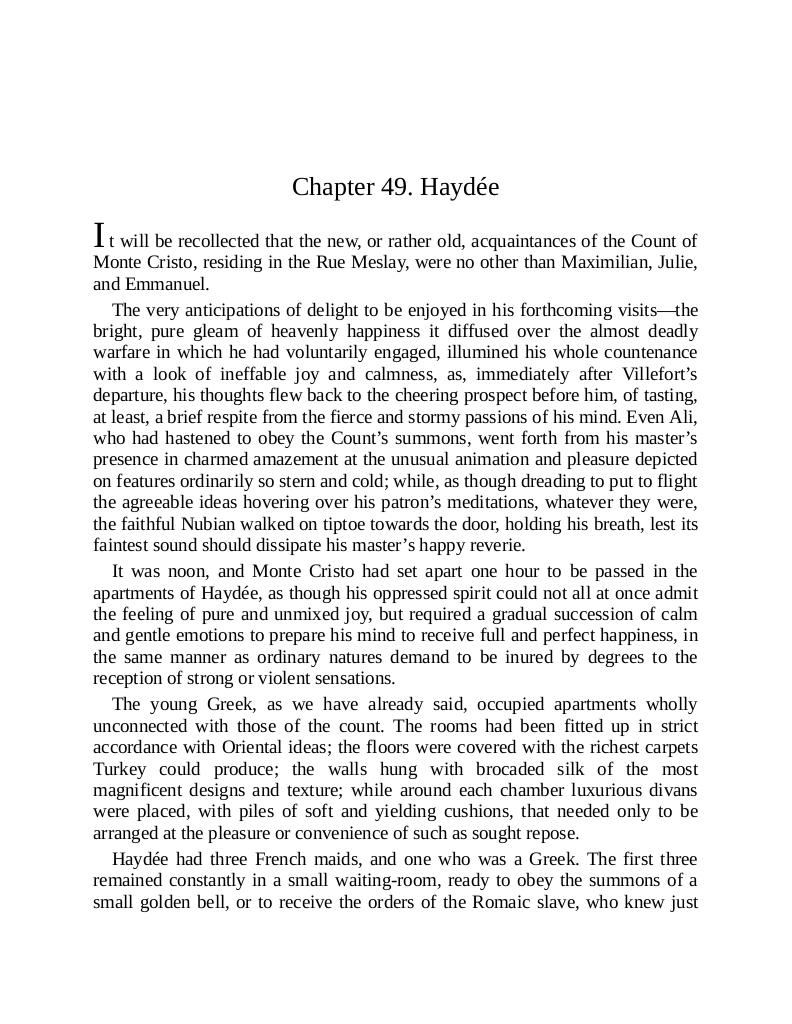 Chapter 49. Haydée
It will be recollected that the new, or rather old, acquaintances of the Count of
Monte Cristo, residing in the Rue Meslay, were no other than Maximilian, Julie,
and Emmanuel.
The very anticipations of delight to be enjoyed in his forthcoming visits—the
bright, pure gleam of heavenly happiness it diffused over the almost deadly
warfare in which he had voluntarily engaged, illumined his whole countenance
with a look of ineffable joy and calmness, as, immediately after Villefort’s
departure, his thoughts flew back to the cheering prospect before him, of tasting,
at least, a brief respite from the fierce and stormy passions of his mind. Even Ali,
who had hastened to obey the Count’s summons, went forth from his master’s
presence in charmed amazement at the unusual animation and pleasure depicted
on features ordinarily so stern and cold; while, as though dreading to put to flight
the agreeable ideas hovering over his patron’s meditations, whatever they were,
the faithful Nubian walked on tiptoe towards the door, holding his breath, lest its
faintest sound should dissipate his master’s happy reverie.
It was noon, and Monte Cristo had set apart one hour to be passed in the
apartments of Haydée, as though his oppressed spirit could not all at once admit
the feeling of pure and unmixed joy, but required a gradual succession of calm
and gentle emotions to prepare his mind to receive full and perfect happiness, in
the same manner as ordinary natures demand to be inured by degrees to the
reception of strong or violent sensations.
The young Greek, as we have already said, occupied apartments wholly
unconnected with those of the count. The rooms had been fitted up in strict
accordance with Oriental ideas; the floors were covered with the richest carpets
Turkey could produce; the walls hung with brocaded silk of the most
magnificent designs and texture; while around each chamber luxurious divans
were placed, with piles of soft and yielding cushions, that needed only to be
arranged at the pleasure or convenience of such as sought repose.
Haydée had three French maids, and one who was a Greek. The first three
remained constantly in a small waiting-room, ready to obey the summons of a
small golden bell, or to receive the orders of the Romaic slave, who knew just